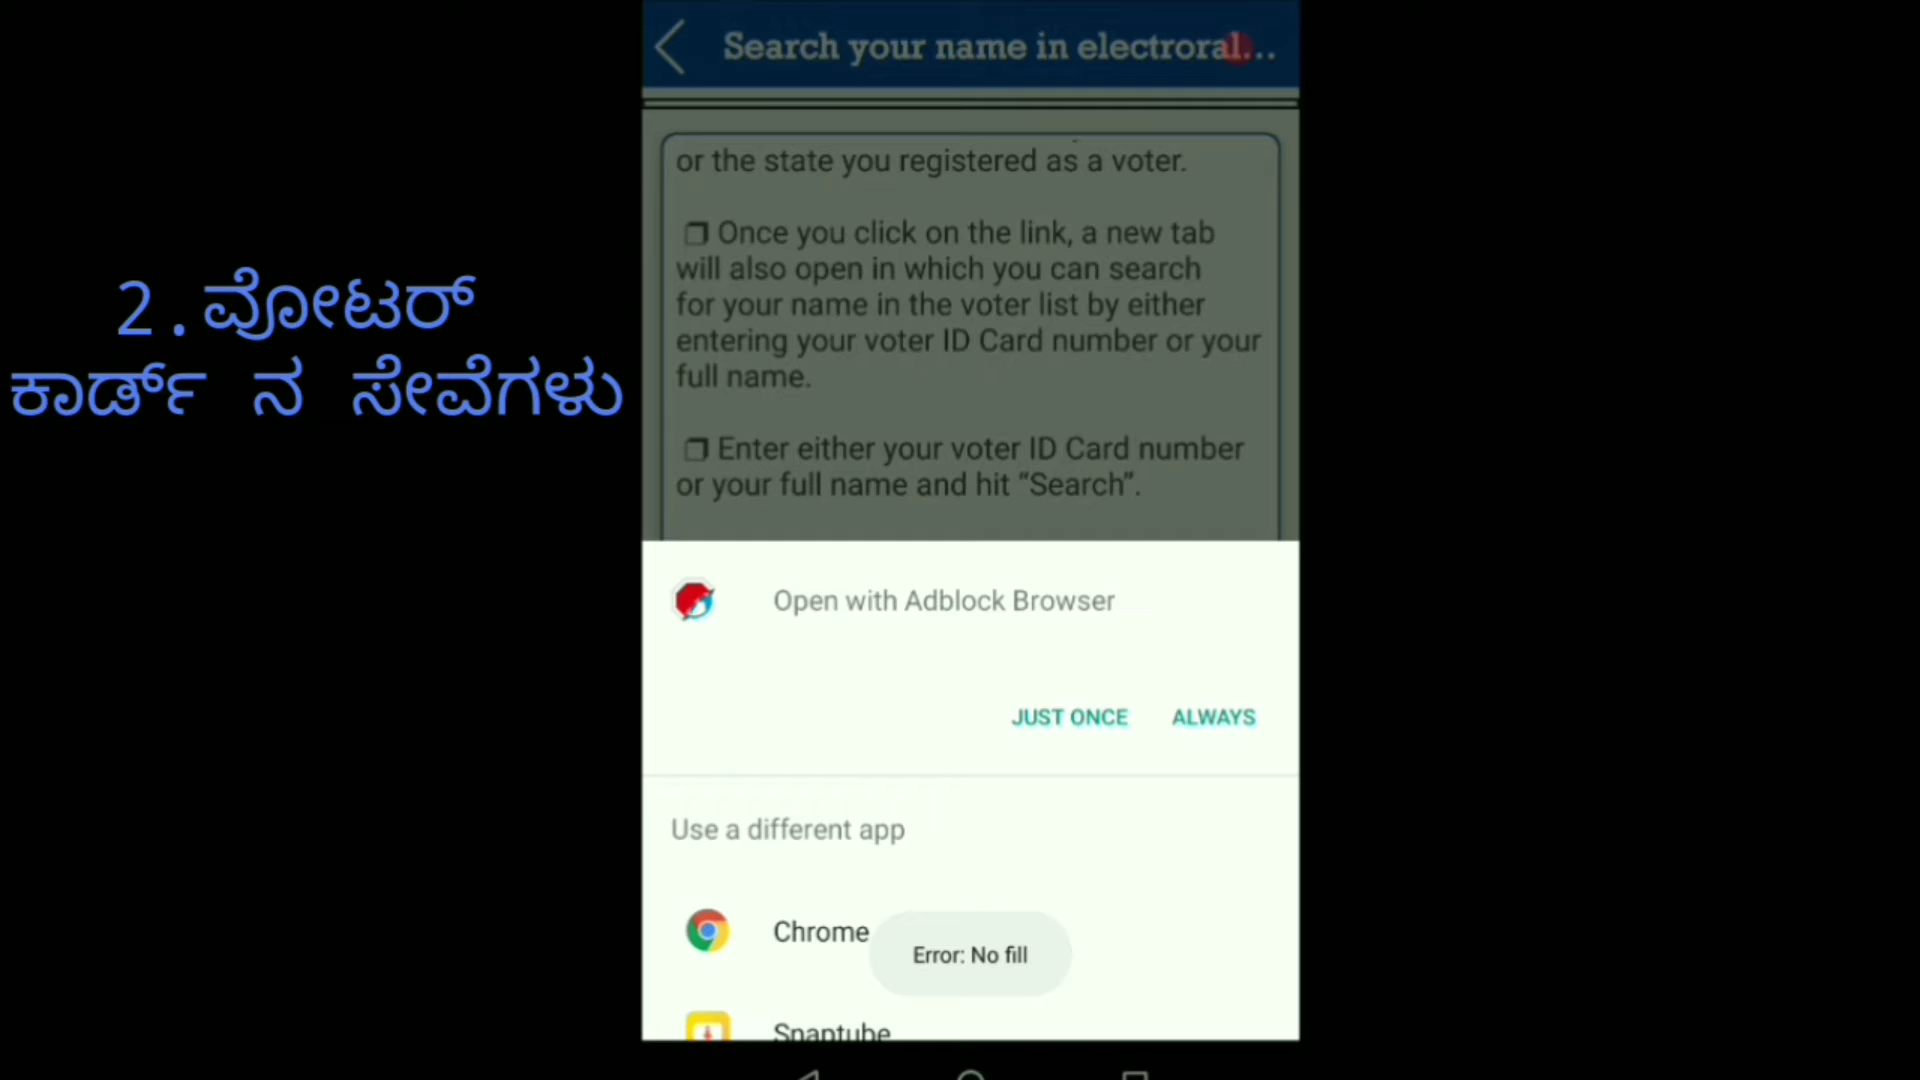 Search your name in electroral...
or the state you registered as a voter.
❐ Once you click on the link, a new tab
will also open in which you can search
for your name in the voter list by either
entering your voter ID Card number or your
full name.
❐ Enter either your voter ID Card number
or your full name and hit “Search”.
2.ವೋಟರ್
ಕಾರ್ಡ್ ನ ಸೇವೆಗಳು
Open with Adblock Browser
JUST ONCE ALWAYS
Use a different app
Chrome
Error: No fill
Snaptube